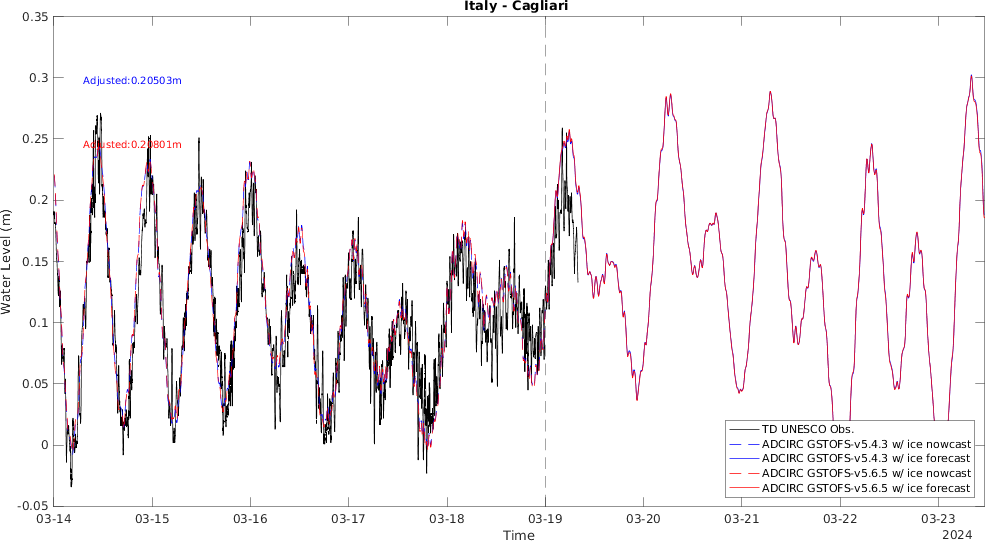 Italy - Cagliari
0.35
0.3
0.25
0.2
0.15
0.1
0.05
0
-0.05
Water Level (m)
Adjusted:0.20503m
Adjusted:0.20801m
TD UNESCO Obs.
ADCIRC GSTOFS-v5.4.3 w/ ice nowcast
ADCIRC GSTOFS-v5.4.3 w/ ice forecast
ADCIRC GSTOFS-v5.6.5 w/ ice nowcast
ADCIRC GSTOFS-v5.6.5 w/ ice forecast
03-14 03-15 03-16 03-17 03-18 03-19 03-20 03-21 03-22 03-23
Time
2024